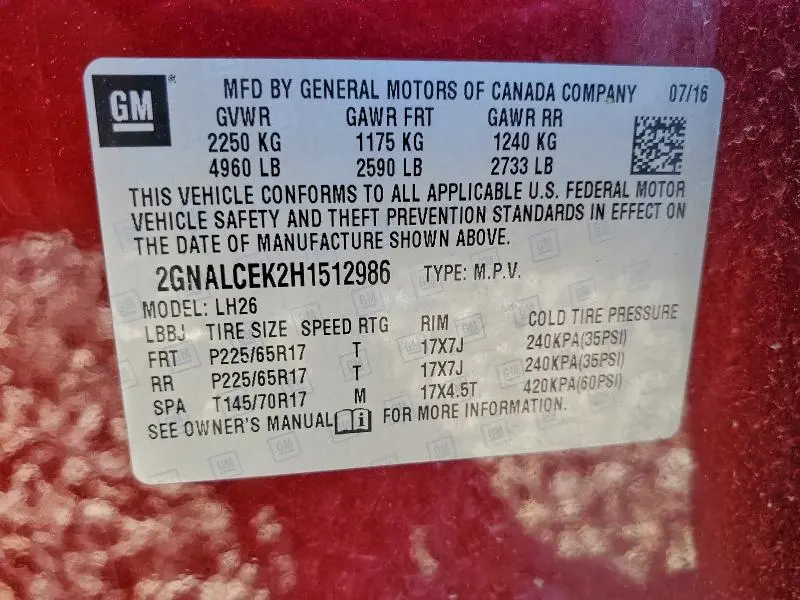 GM
MFD BY GENERAL MOTORS OF CANADA COMPANY 07/16
GVWR GAWR FRT GAWR RR
2250 KG 1175 KG 1240 KG
4960 LB 2590 LB 2733 LB
THIS VEHICLE CONFORMS TO ALL APPLICABLE U.S. FEDERAL MOTOR
VEHICLE SAFETY AND THEFT PREVENTION STANDARDS IN EFFECT ON
THE DATE OF MANUFACTURE SHOWN ABOVE.
2GNALCEK2H1512986 TYPE: M.P.V.
MODEL: LH26
LBBJ TIRE SIZE SPEED RTG RIM COLD TIRE PRESSURE
FRT P225/65R17 T 17X7J 240KPA(35PSI)
RR P225/65R17 T 17X7J 240KPA(35PSI)
SPA T145/70R17 M 17X4.5T 420KPA(60PSI)
SEE OWNER'S MANUAL FOR MORE INFORMATION.